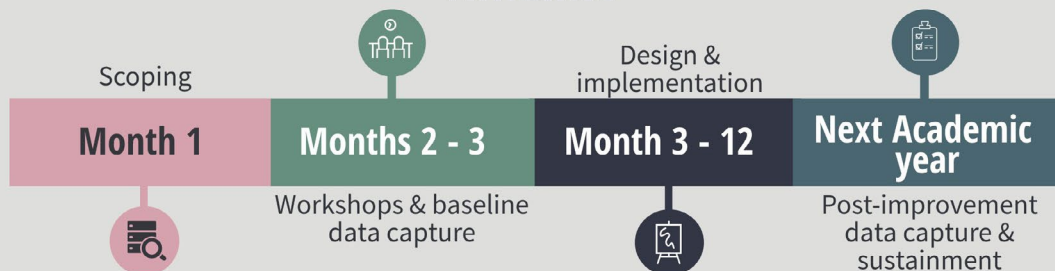 Scoping
Month 1
Months 2 - 3
Workshops & baseline
data capture
Design &
implementation
Month 3 - 12
Next Academic
year
Post-improvement
data capture &
sustainment